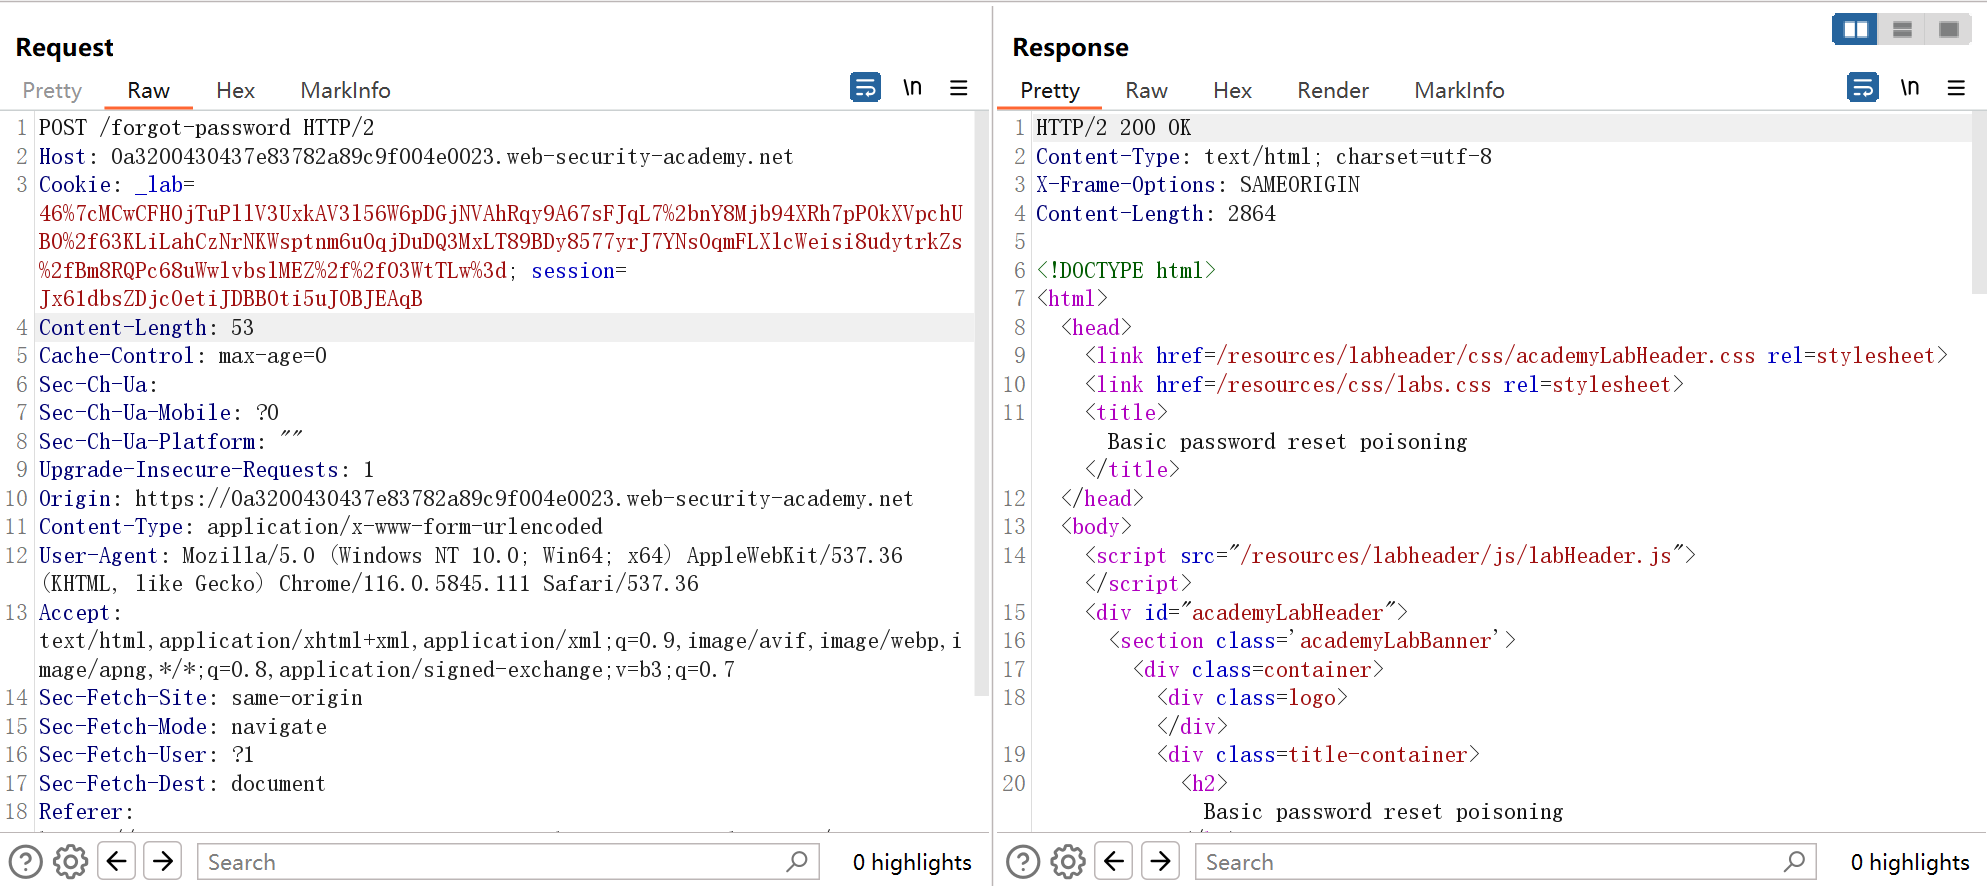 Request
Pretty Raw Hex MarkInfo \n
1 POST /forgot-password HTTP/2
2 Host: 0a3200430437e83782a89c9f004e0023.web-security-academy.net
3 Cookie: _lab=
46%7cMCwCFHOjTuPllV3UxkAV3l56W6pDGjNVAhRqy9A67sFJqL7%2bnY8Mjb94XRh7pPOkXVpchU
BO%2f63KLiLahCzNrNKWsptnm6u0qjDuDQ3MxLT89BDy8577yrJ7YNsOqmFLXlcWeisi8udytrkZs
%2fBm8RQPc68uWwlvbslMEZ%2f%2fO3WtTLw%3d; session=
Jx61dbsZDjcOetiJDBBOti5uJOBJEAqB
4 Content-Length: 53
5 Cache-Control: max-age=0
6 Sec-Ch-Ua:
7 Sec-Ch-Ua-Mobile: ?0
8 Sec-Ch-Ua-Platform: ""
9 Upgrade-Insecure-Requests: 1
10 Origin: https://0a3200430437e83782a89c9f004e0023.web-security-academy.net
11 Content-Type: application/x-www-form-urlencoded
12 User-Agent: Mozilla/5.0 (Windows NT 10.0; Win64; x64) AppleWebKit/537.36
(KHTML, like Gecko) Chrome/116.0.5845.111 Safari/537.36
13 Accept:
text/html,application/xhtml+xml,application/xml;q=0.9,image/avif,image/webp,i
mage/apng,*/*;q=0.8,application/signed-exchange;v=b3;q=0.7
14 Sec-Fetch-Site: same-origin
15 Sec-Fetch-Mode: navigate
16 Sec-Fetch-User: ?1
17 Sec-Fetch-Dest: document
18 Referer:
Search 0 highlights
Response
Pretty Raw Hex Render MarkInfo \n
1 HTTP/2 200 OK
2 Content-Type: text/html; charset=utf-8
3 X-Frame-Options: SAMEORIGIN
4 Content-Length: 2864
5
6 <!DOCTYPE html>
7 <html>
8 <head>
9 <link href=/resources/labheader/css/academyLabHeader.css rel=stylesheet>
10 <link href=/resources/css/labs.css rel=stylesheet>
11 <title>
Basic password reset poisoning
</title>
12 </head>
13 <body>
14 <script src="/resources/labheader/js/labHeader.js">
</script>
15 <div id="academyLabHeader">
16 <section class='academyLabBanner'>
17 <div class=container>
18 <div class=logo>
</div>
19 <div class=title-container>
20 <h2>
Basic password reset poisoning
Search 0 highlights